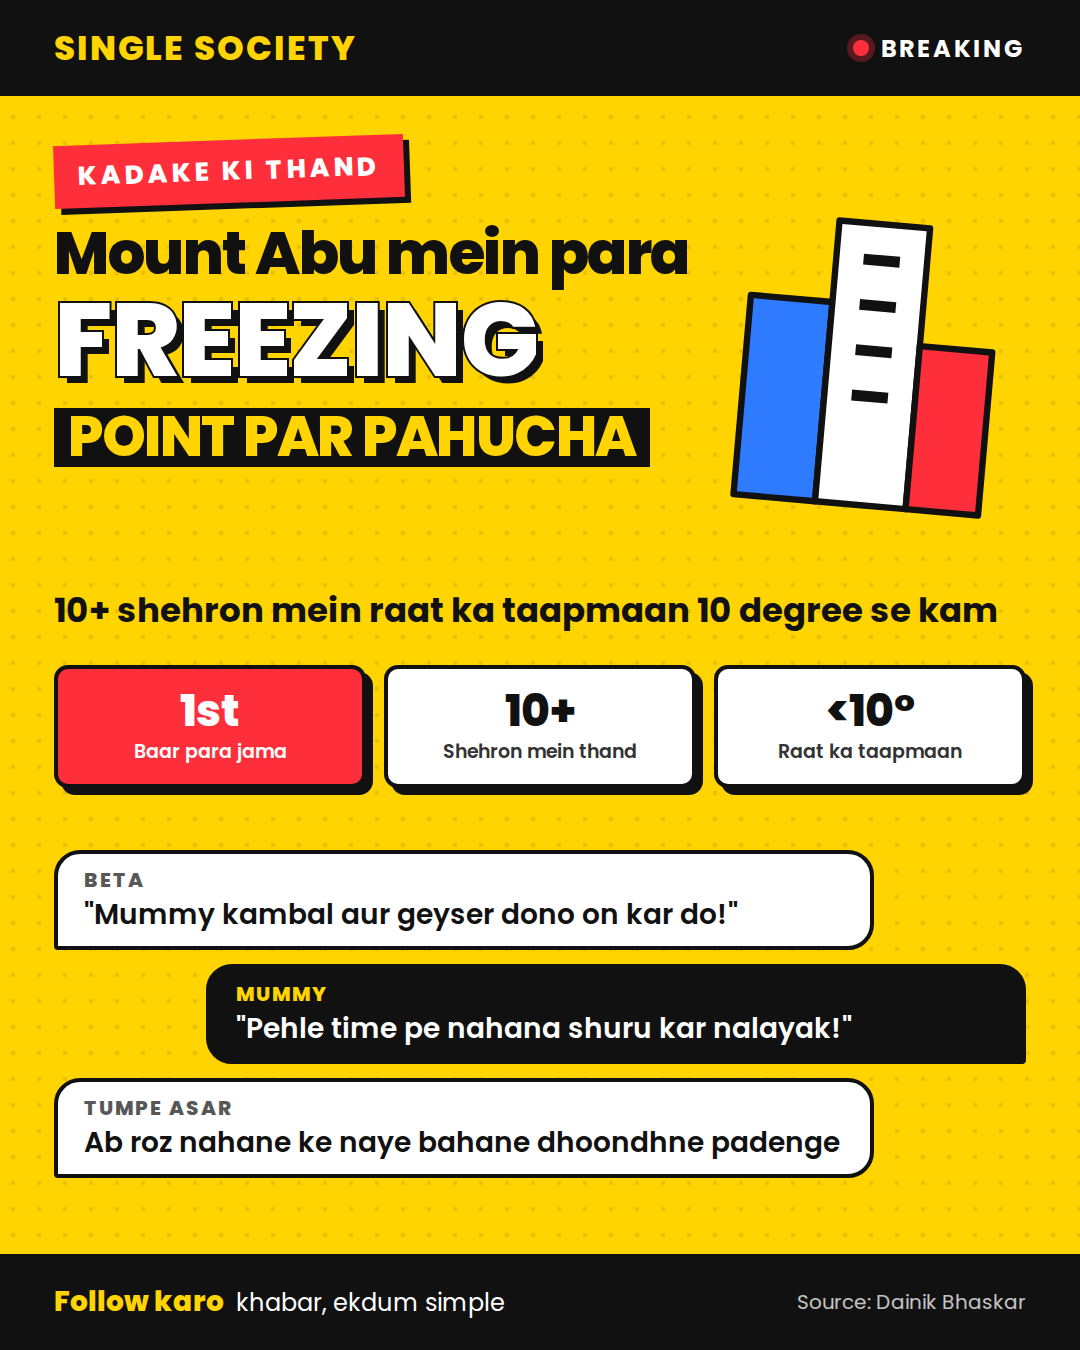 SINGLE SOCIETY
BREAKING
KADAKE KI THAND
Mount Abu mein para
FREEZING
POINT PAR PAHUCHA
10+ shehron mein raat ka taapmaan 10 degree se kam
1st
Baar para jama
10+
Shehron mein thand
<10°
Raat ka taapmaan
BETA
"Mummy kambal aur geyser dono on kar do!"
MUMMY
"Pehle time pe nahana shuru kar nalayak!"
TUMPE ASAR
Ab roz nahane ke naye bahane dhoondhne padenge
Follow karo khabar, ekdum simple
Source: Dainik Bhaskar